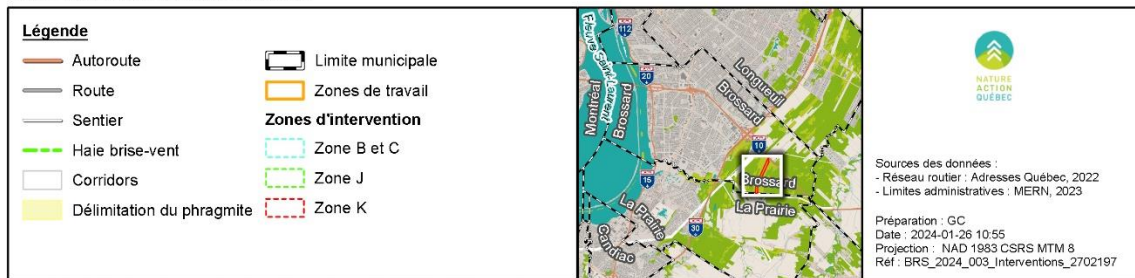 Légende
Autoroute
Route
Sentier
Haie brise-vent
Corridors
Délimitation du phragmite
Limite municipale
Zones de travail
Zones d'intervention
Zone B et C
Zone J
Zone K
Fleuve Saint-Laurent
112
20
Longueuil
Brossard
Montréal
Brossard
10
15
Brossard
La Prairie
La Prairie
30
Candiac
NATURE
ACTION
QUÉBEC
Sources des données :
- Réseau routier : Adresses Québec, 2022
- Limites administratives : MERN, 2023
Préparation : GC
Date : 2024-01-26 10:55
Projection : NAD 1983 CSRS MTM 8
Réf : BRS_2024_003_Interventions_2702197